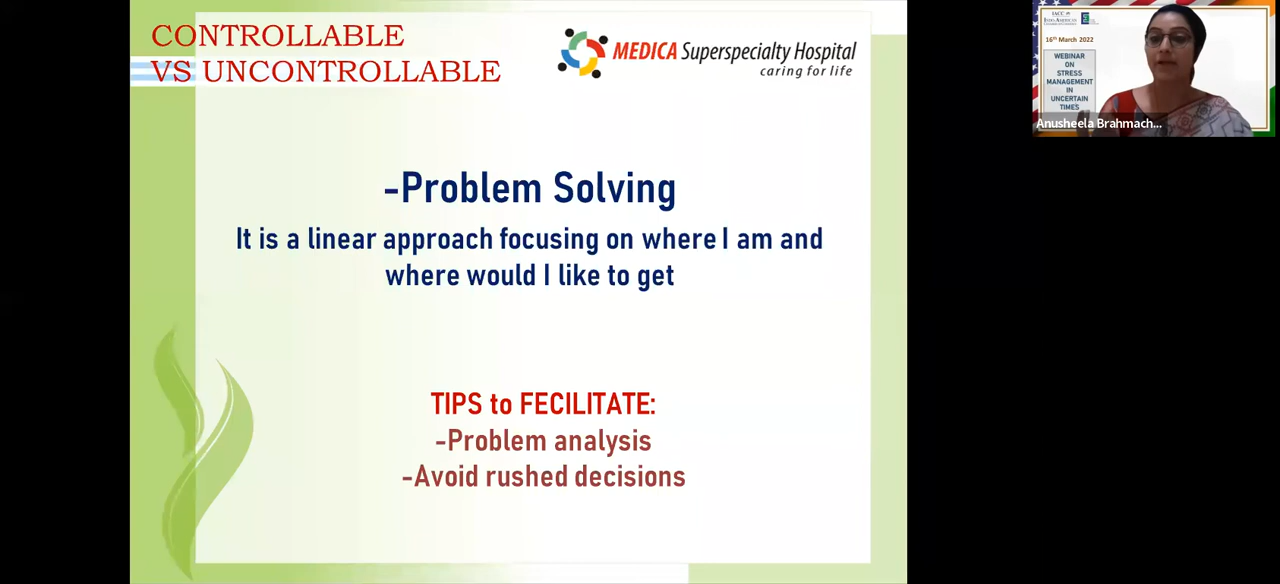 CONTROLLABLE
VS UNCONTROLLABLE
MEDICA Superspecialty Hospital
caring for life
-Problem Solving
It is a linear approach focusing on where I am and
where would I like to get
TIPS to FECILITATE:
-Problem analysis
-Avoid rushed decisions
IACC
16th March 2022
WEBINAR
ON
STRESS
MANAGEMENT
IN
UNCERTAIN
TIMES
Anusheela Brahmach...